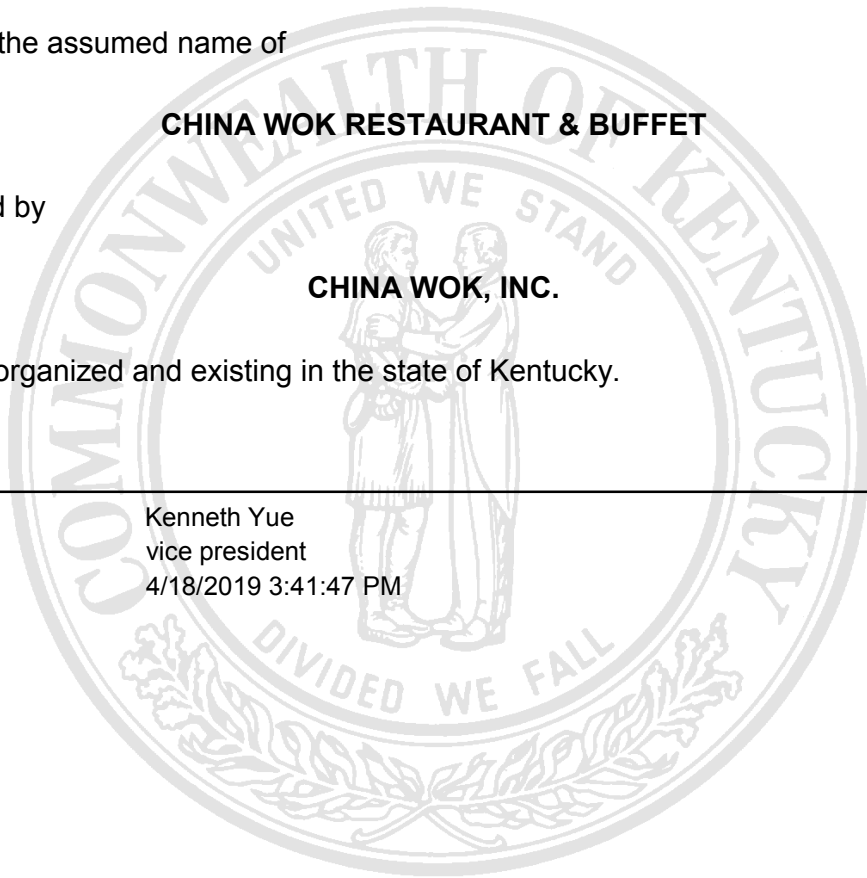 the assumed name of
CHINA WOK RESTAURANT & BUFFET
d by
CHINA WOK, INC.
organized and existing in the state of Kentucky.
Kenneth Yue
vice president
4/18/2019 3:41:47 PM
COMMONWEALTH OF KENTUCKY
UNITED WE STAND
DIVIDED WE FALL